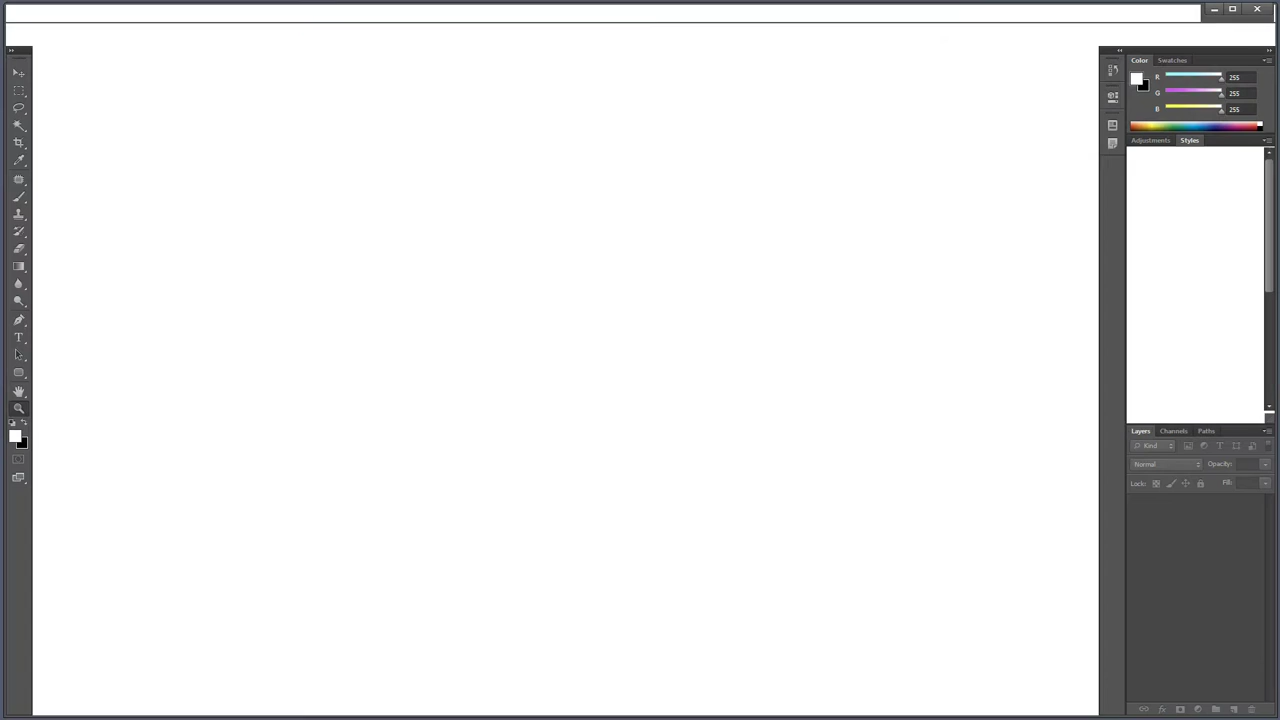 Color Swatches
R 255
G 255
B 255
Adjustments Styles
Layers Channels Paths
Kind
Normal Opacity:
Lock: Fill: